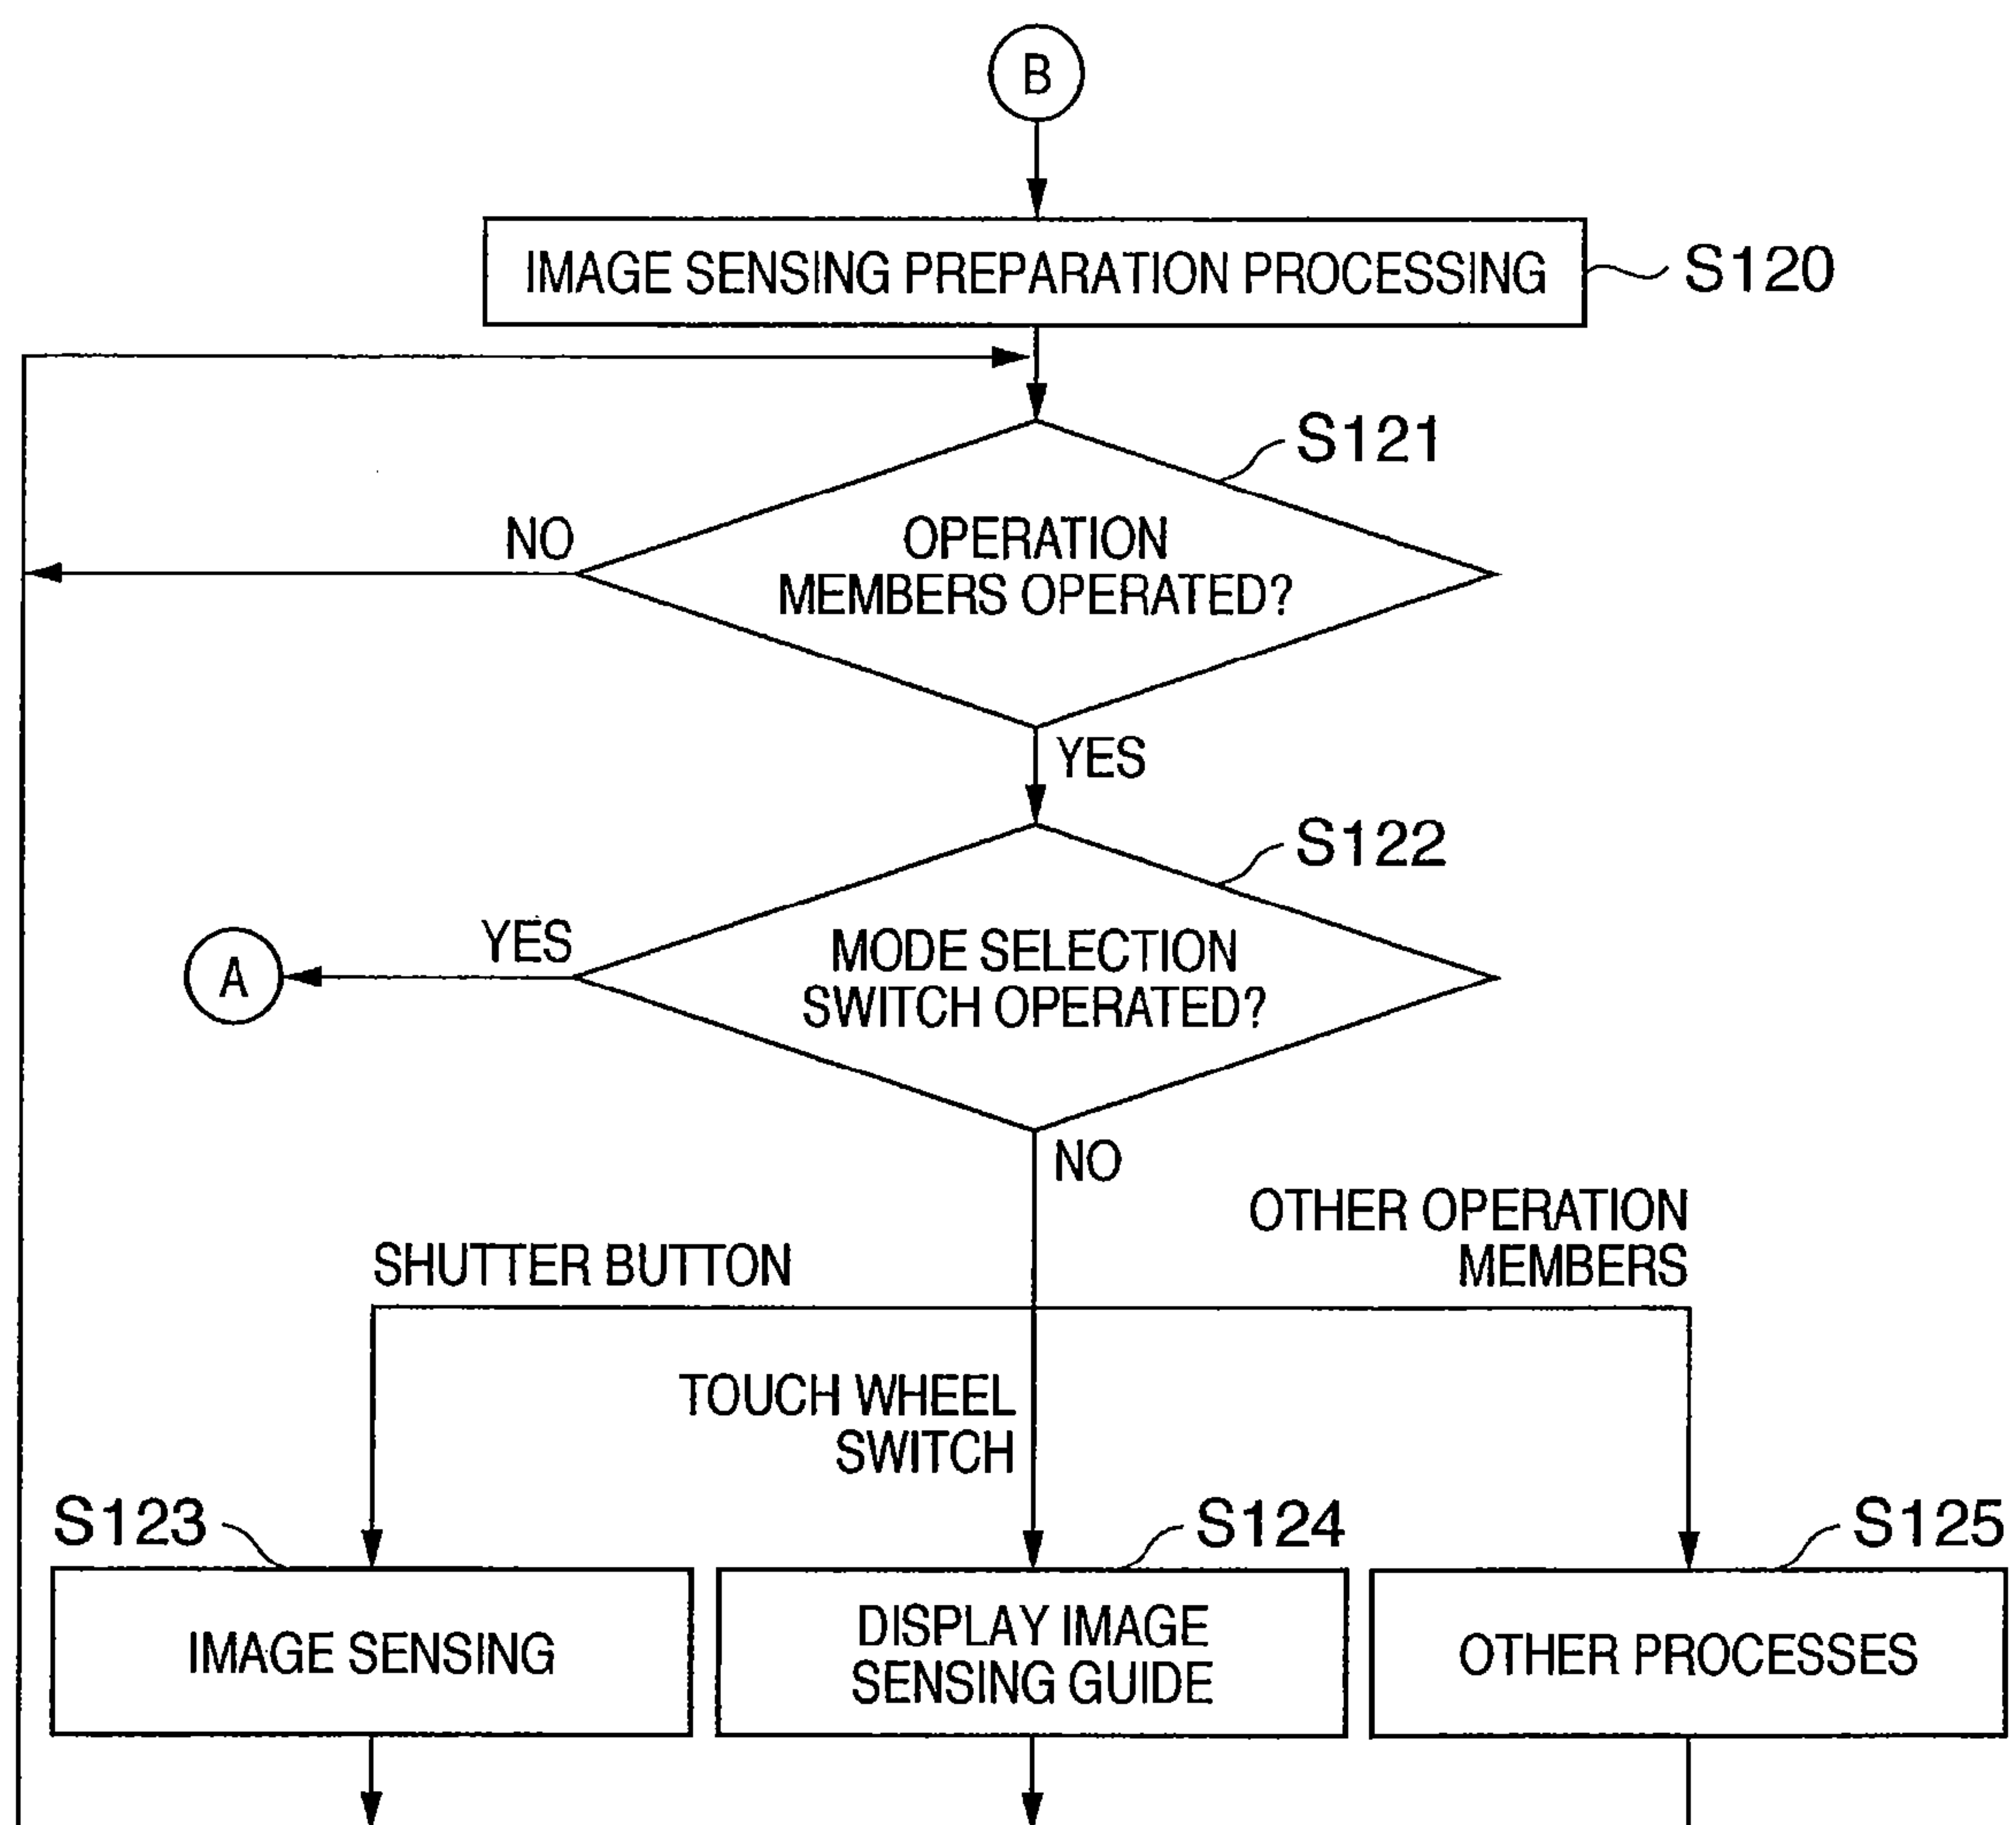 B
IMAGE SENSING PREPARATION PROCESSING
S120
S121
NO
OPERATION
MEMBERS OPERATED?
YES
S122
A
YES
MODE SELECTION
SWITCH OPERATED?
NO
SHUTTER BUTTON
OTHER OPERATION
MEMBERS
TOUCH WHEEL
SWITCH
S123
S124
S125
IMAGE SENSING
DISPLAY IMAGE
SENSING GUIDE
OTHER PROCESSES